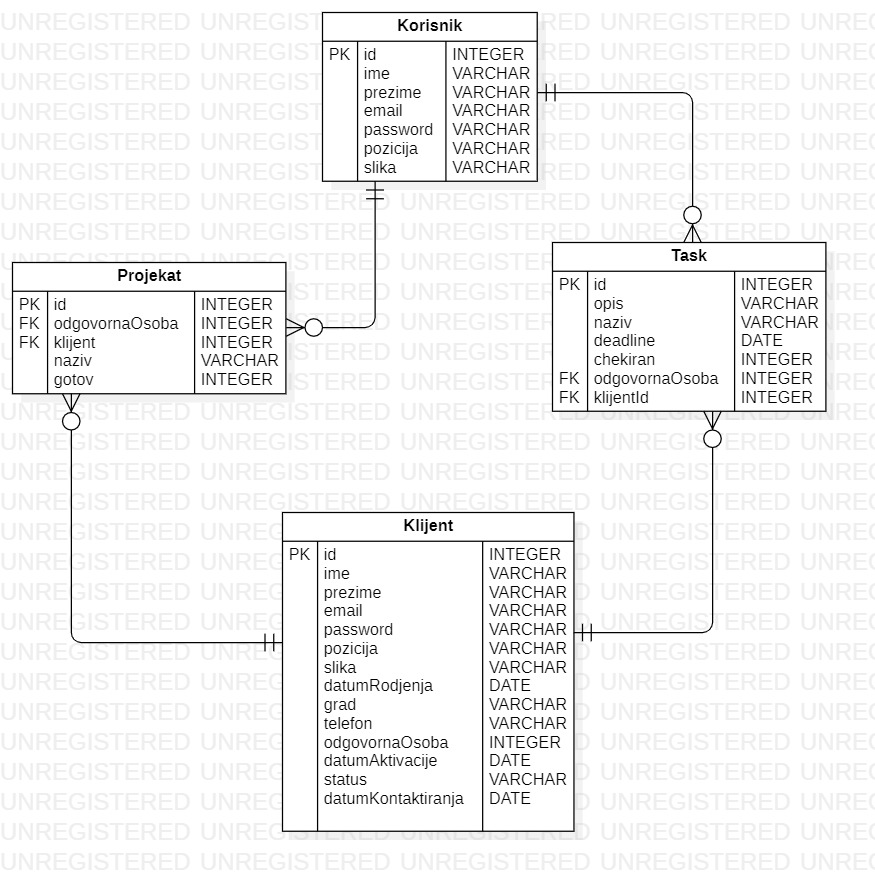 Korisnik
PK id INTEGER
ime VARCHAR
prezime VARCHAR
email VARCHAR
password VARCHAR
pozicija VARCHAR
slika VARCHAR
Projekat
PK id INTEGER
FK odgovornaOsoba INTEGER
FK klijent INTEGER
naziv VARCHAR
gotov INTEGER
Task
PK id INTEGER
opis VARCHAR
naziv VARCHAR
deadline DATE
chekiran INTEGER
FK odgovornaOsoba INTEGER
FK klijentId INTEGER
Klijent
PK id INTEGER
ime VARCHAR
prezime VARCHAR
email VARCHAR
password VARCHAR
pozicija VARCHAR
slika VARCHAR
datumRodjenja DATE
grad VARCHAR
telefon VARCHAR
odgovornaOsoba INTEGER
datumAktivacije DATE
status VARCHAR
datumKontaktiranja DATE
UNREGISTERED